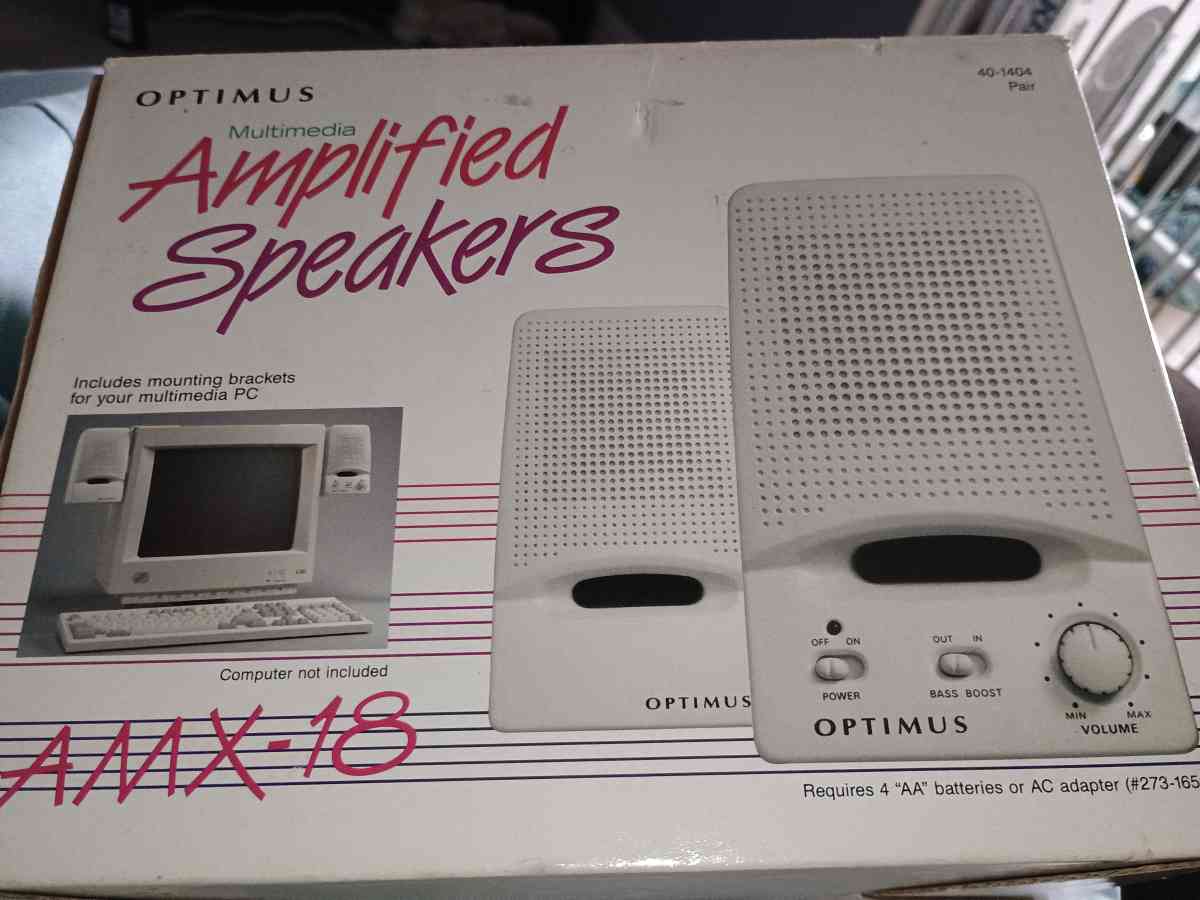 OPTIMUS
40-1404
Pair
Multimedia
Amplified
Speakers
Includes mounting brackets
for your multimedia PC
Computer not included
AMX-18
OPTIMUS
OFF ON
POWER
OUT IN
BASS BOOST
MIN MAX
VOLUME
OPTIMUS
Requires 4 “AA” batteries or AC adapter (#273-165